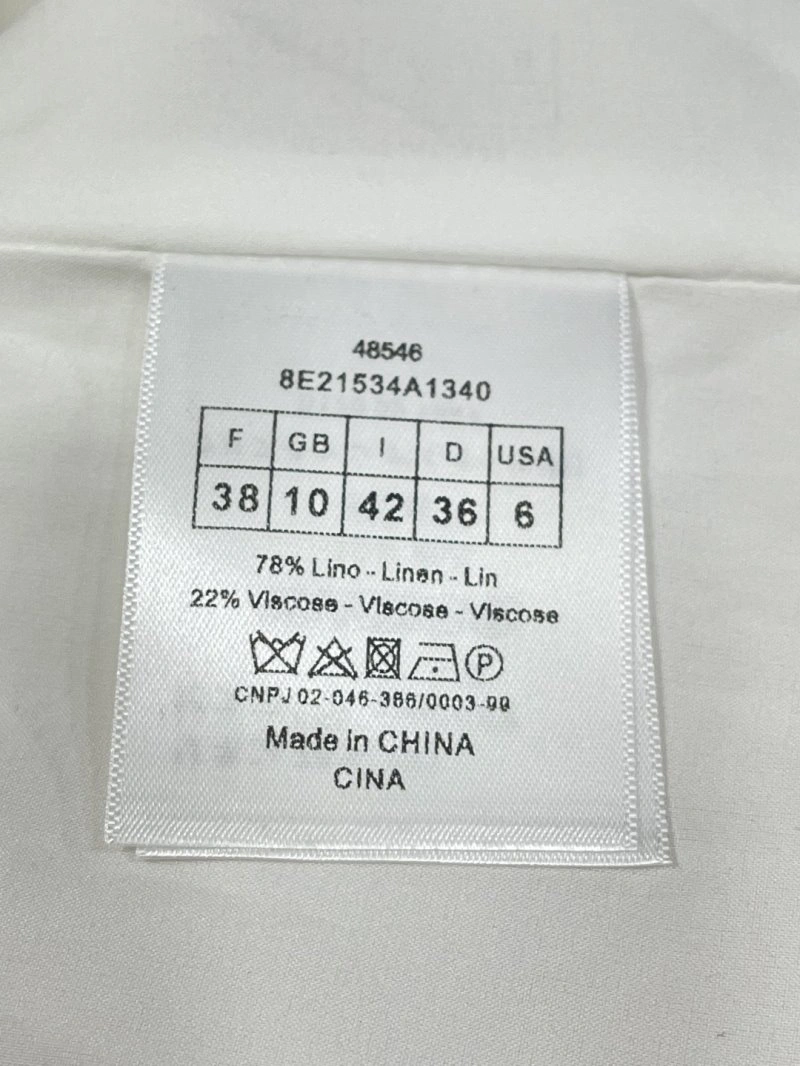 48546
8E21534A1340
F GB I D USA
38 10 42 36 6
78% Lino - Linen - Lin
22% Viscose - Viscose - Viscose
P
CNPJ 02-046-386/0003-99
Made in CHINA
CINA